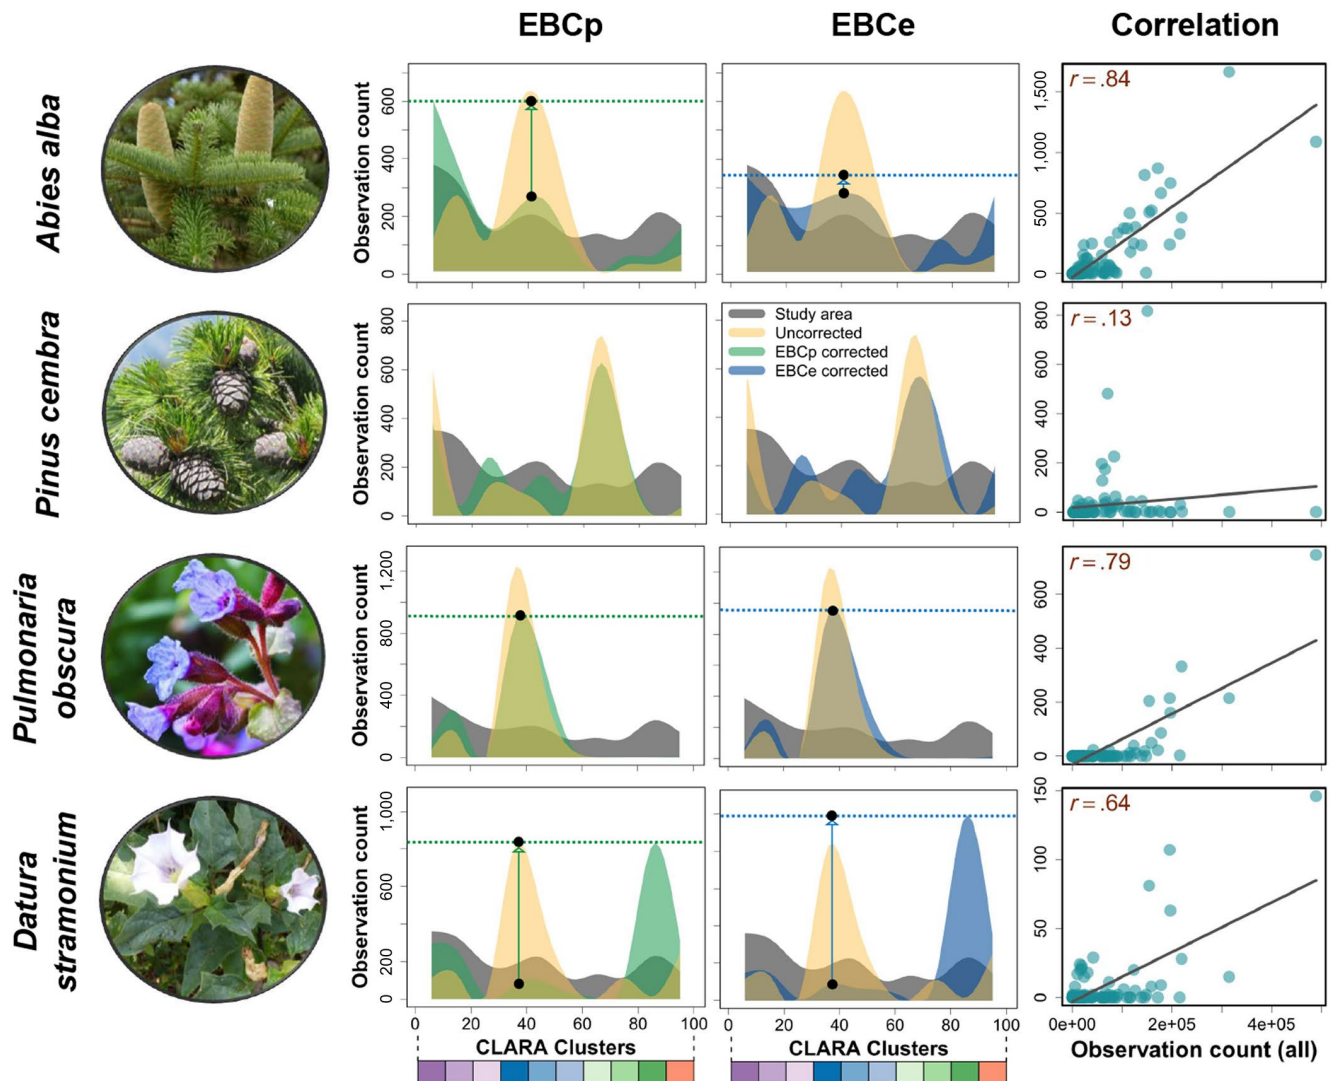 EBCp EBCe Correlation
Abies alba
Observation count
0 200 400 600
r = .84
0 500 1,000 1,500
Pinus cembra
Observation count
0 200 400 600 800
Study area
Uncorrected
EBCp corrected
EBCe corrected
r = .13
0 200 400 600 800
Pulmonaria
obscura
Observation count
0 400 800 1,200
r = .79
0 200 400 600
Datura
stramonium
Observation count
0 200 600 1,000
r = .64
0 50 100 150
0 20 40 60 80 100
0 20 40 60 80 100
0e+00 2e+05 4e+05
CLARA Clusters
CLARA Clusters
Observation count (all)